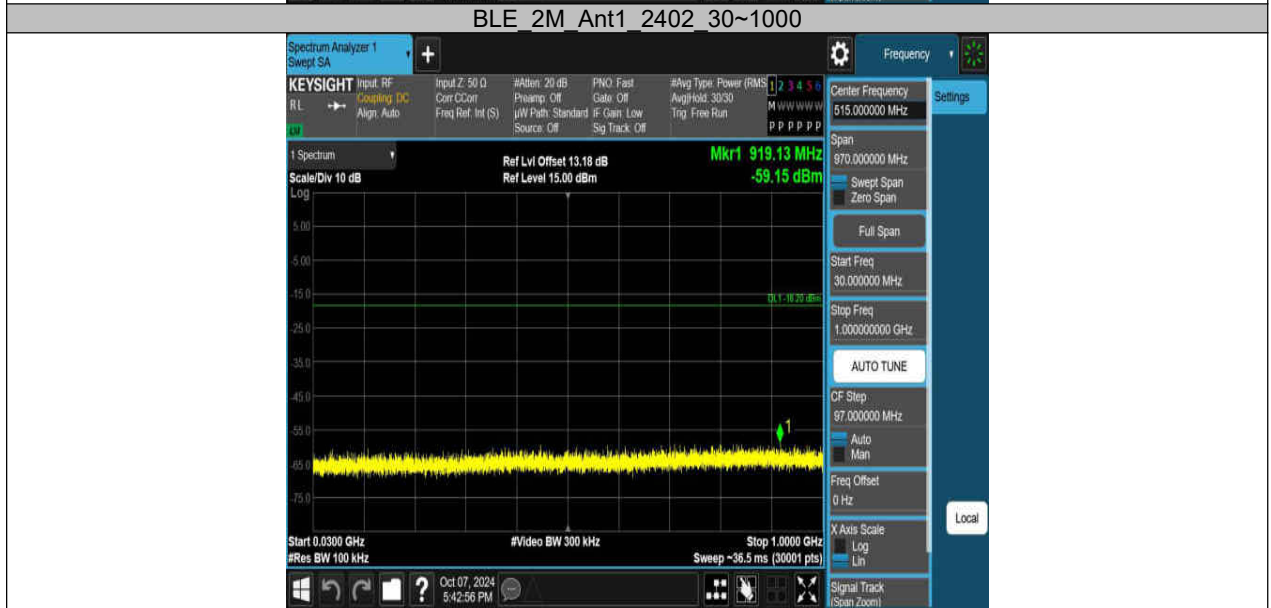 BLE_2M_Ant1_2402_30~1000
Spectrum Analyzer 1
Swept SA
+
Frequency
KEYSIGHT
RL
LW
Input: RF
Coupling: DC
Align: Auto
Input Z: 50 Ω
Corr CCorr
Freq Ref: Int (S)
#Atten: 20 dB
Preamp: Off
µW Path: Standard
Source: Off
PNO: Fast
Gate: Off
IF Gain: Low
Sig Track: Off
#Avg Type: Power (RMS
Avg|Hold: 30/30
Trig: Free Run
1 2 3 4 5 6
M W W W W W
P P P P P P
1 Spectrum
Scale/Div 10 dB
Log
Ref Lvl Offset 13.18 dB
Ref Level 15.00 dBm
Mkr1 919.13 MHz
-59.15 dBm
5.00
-5.00
-15.0
-25.0
-35.0
-45.0
-55.0
-65.0
-75.0
1
Start 0.0300 GHz
#Res BW 100 kHz
#Video BW 300 kHz
Stop 1.0000 GHz
Sweep ~36.5 ms (30001 pts)
Center Frequency
515.000000 MHz
Settings
Span
970.000000 MHz
Swept Span
Zero Span
Full Span
Start Freq
30.000000 MHz
Stop Freq
1.000000000 GHz
AUTO TUNE
CF Step
97.000000 MHz
Auto
Man
Freq Offset
0 Hz
X Axis Scale
Log
Lin
Local
Signal Track
(Span Zoom)
?
Oct 07, 2024
5:42:56 PM